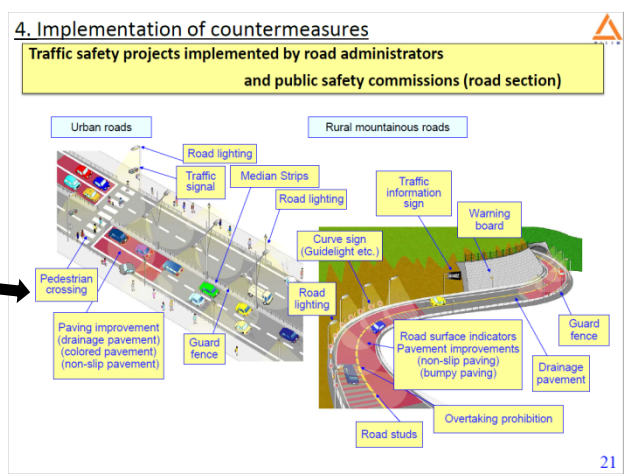 4. Implementation of countermeasures
Traffic safety projects implemented by road administrators
and public safety commissions (road section)
Urban roads
Rural mountainous roads
Road lighting
Traffic
signal
Median Strips
Road lighting
Pedestrian
crossing
Paving improvement
(drainage pavement)
(colored pavement)
(non-slip pavement)
Guard
fence
Road
lighting
Traffic
information
sign
Warning
board
Curve sign
(Guidelight etc.)
Road surface indicators
Pavement improvements
(non-slip paving)
(bumpy paving)
Guard
fence
Drainage
pavement
Overtaking prohibition
Road studs
21